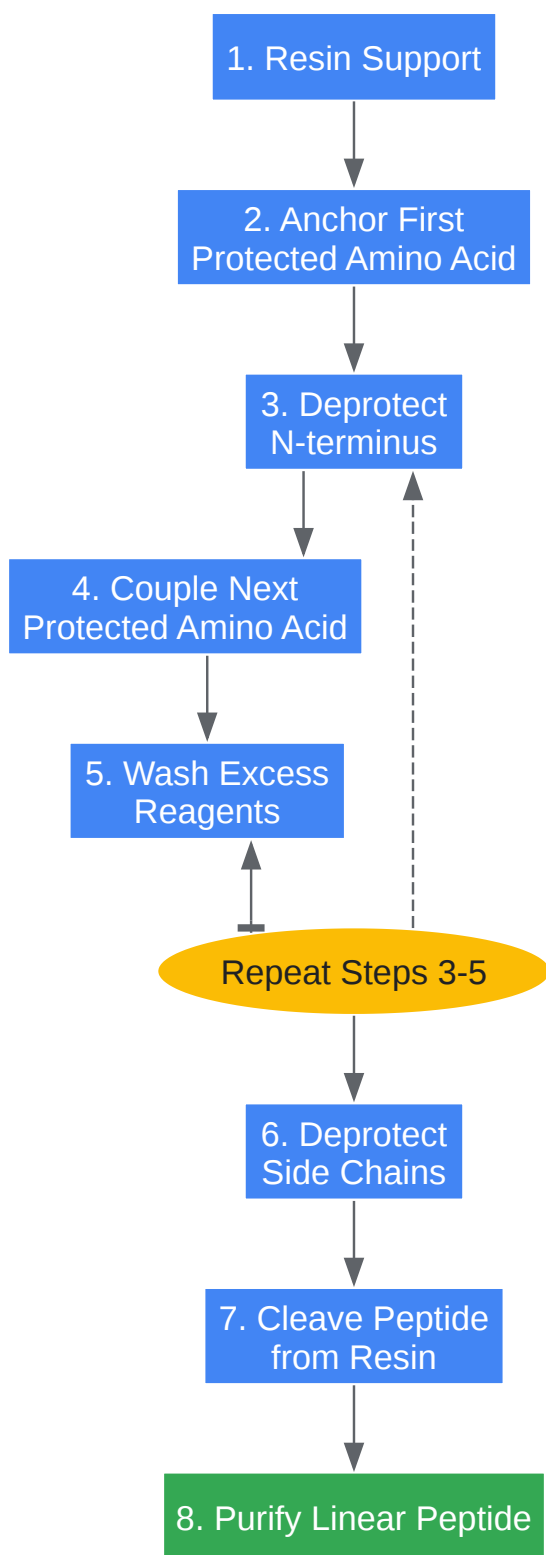 1. Resin Support
2. Anchor First
Protected Amino Acid
3. Deprotect
N-terminus
4. Couple Next
Protected Amino Acid
5. Wash Excess
Reagents
Repeat Steps 3-5
6. Deprotect
Side Chains
7. Cleave Peptide
from Resin
8. Purify Linear Peptide